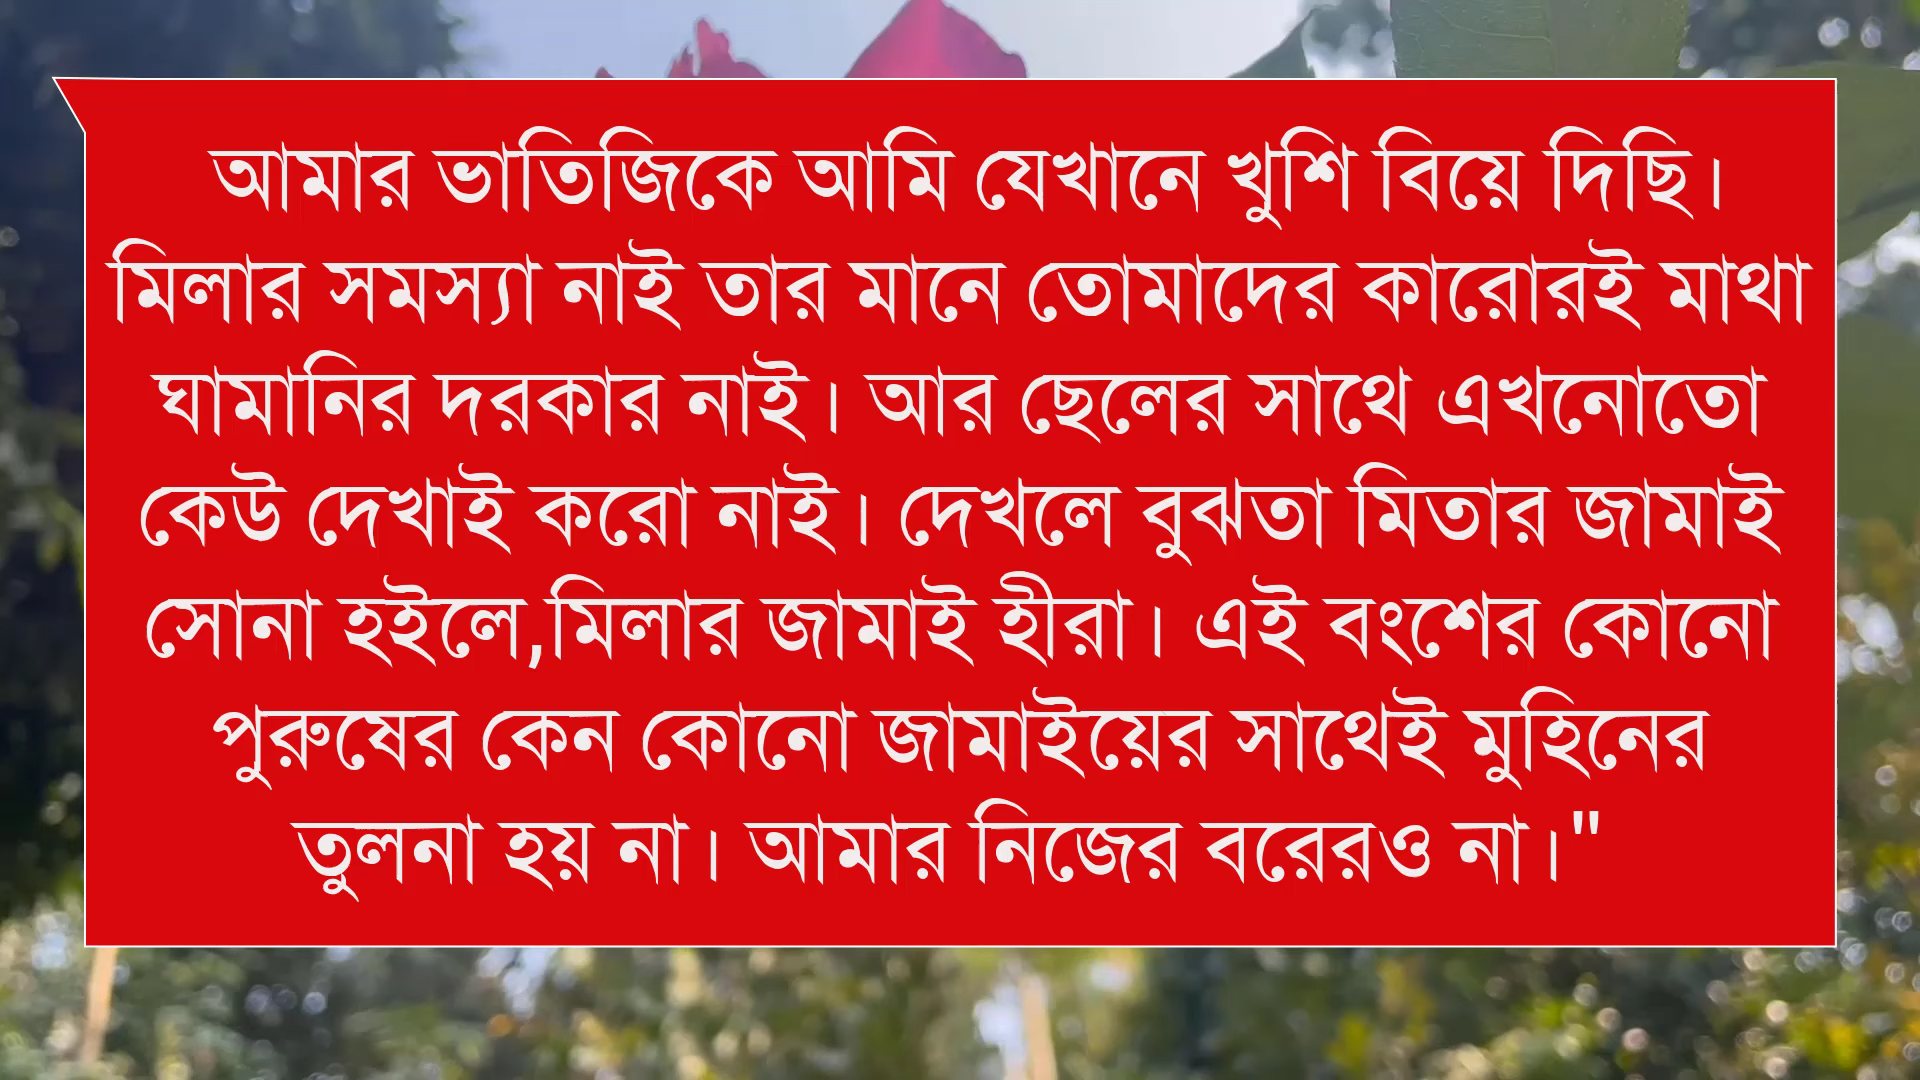 আমার ভাতিজিকে আমি যেখানে খুশি বিয়ে দিছি।
মিলার সমস্যা নাই তার মানে তোমাদের কারোরই মাথা
ঘামানির দরকার নাই। আর ছেলের সাথে এখনোতো
কেউ দেখাই করো নাই। দেখলে বুঝতা মিতার জামাই
সোনা হইলে,মিলার জামাই হীরা। এই বংশের কোনো
পুরুষের কেন কোনো জামাইয়ের সাথেই মুহিনের
তুলনা হয় না। আমার নিজের বরেরও না।"